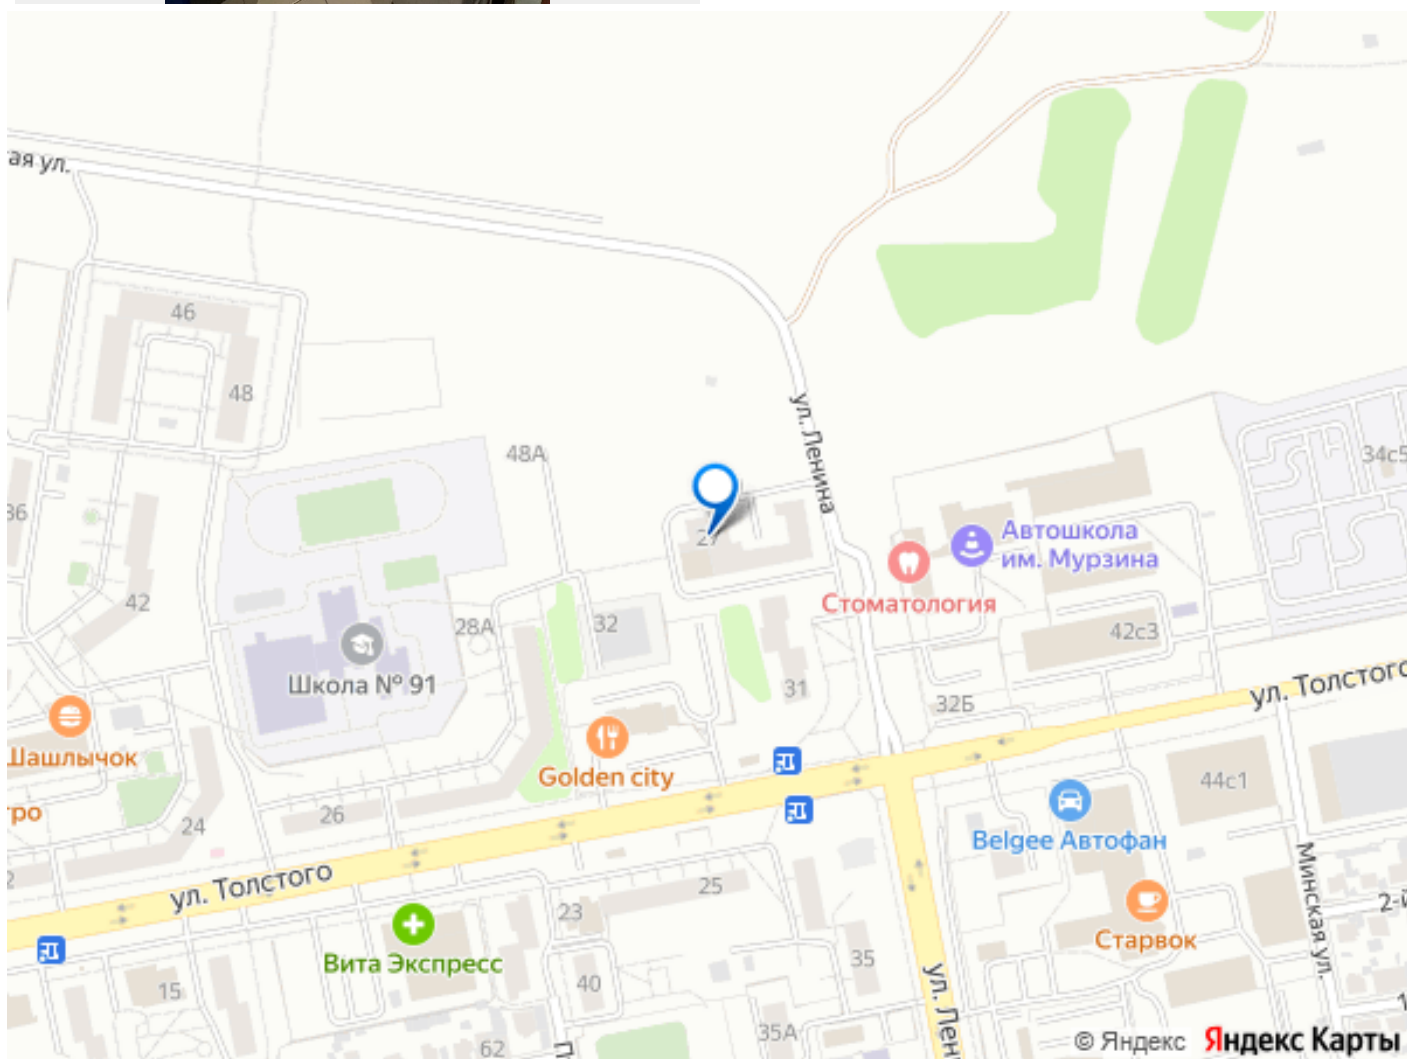 ая ул.
46
48
48А
ул. Ленина
34с5
36
Автошкола
им. Мурзина
Стоматология
42
28А
32
42с3
Школа № 91
31
32Б
ул. Толстого
Шашлычок
Golden city
44с1
тро
24
26
Belgee Автофан
ул. Толстого
25
23
Минская ул.
2-й
Старвок
Вита Экспресс
15
40
35
ул. Лен
62
35А
© Яндекс Яндекс Карты